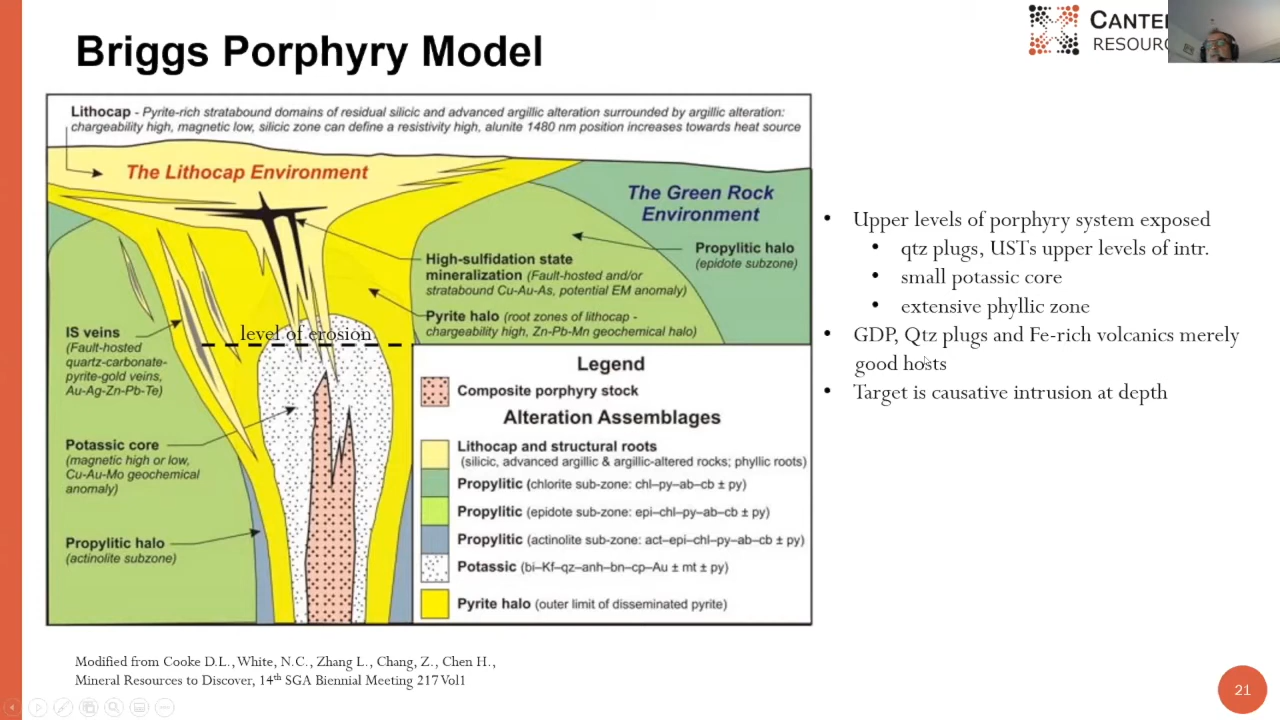 Briggs Porphyry Model
CANTE
RESOUR
Lithocap - Pyrite-rich stratabound domains of residual silicic and advanced argillic alteration surrounded by argillic alteration:
chargeability high, magnetic low, silicic zone can define a resistivity high, alunite 1480 nm position increases towards heat source
The Lithocap Environment
The Green Rock
Environment
Propylitic halo
(epidote subzone)
High-sulfidation state
mineralization (Fault-hosted and/or
stratabound Cu-Au-As, potential EM anomaly)
Pyrite halo (root zones of lithocap -
chargeability high, Zn-Pb-Mn geochemical halo)
level of erosion
IS veins
(Fault-hosted
quartz-carbonate-
pyrite-gold veins,
Au-Ag-Zn-Pb-Te)
Potassic core
(magnetic high or low,
Cu-Au-Mo geochemical
anomaly)
Propylitic halo
(actinolite subzone)
Legend
Composite porphyry stock
Alteration Assemblages
Lithocap and structural roots
(silicic, advanced argillic & argillic-altered rocks; phyllic roots)
Propylitic (chlorite sub-zone: chl–py–ab–cb ± py)
Propylitic (epidote sub-zone: epi–chl–py–ab–cb ± py)
Propylitic (actinolite sub-zone: act–epi–chl–py–ab–cb ± py)
Potassic (bi–Kf–qz–anh–bn–cp–Au ± mt ± py)
Pyrite halo (outer limit of disseminated pyrite)
• Upper levels of porphyry system exposed
• qtz plugs, USTs upper levels of intr.
• small potassic core
• extensive phyllic zone
• GDP, Qtz plugs and Fe-rich volcanics merely
good hosts
• Target is causative intrusion at depth
Modified from Cooke D.L., White, N.C., Zhang L., Chang, Z., Chen H.,
Mineral Resources to Discover, 14th SGA Biennial Meeting 217 Vol1
21